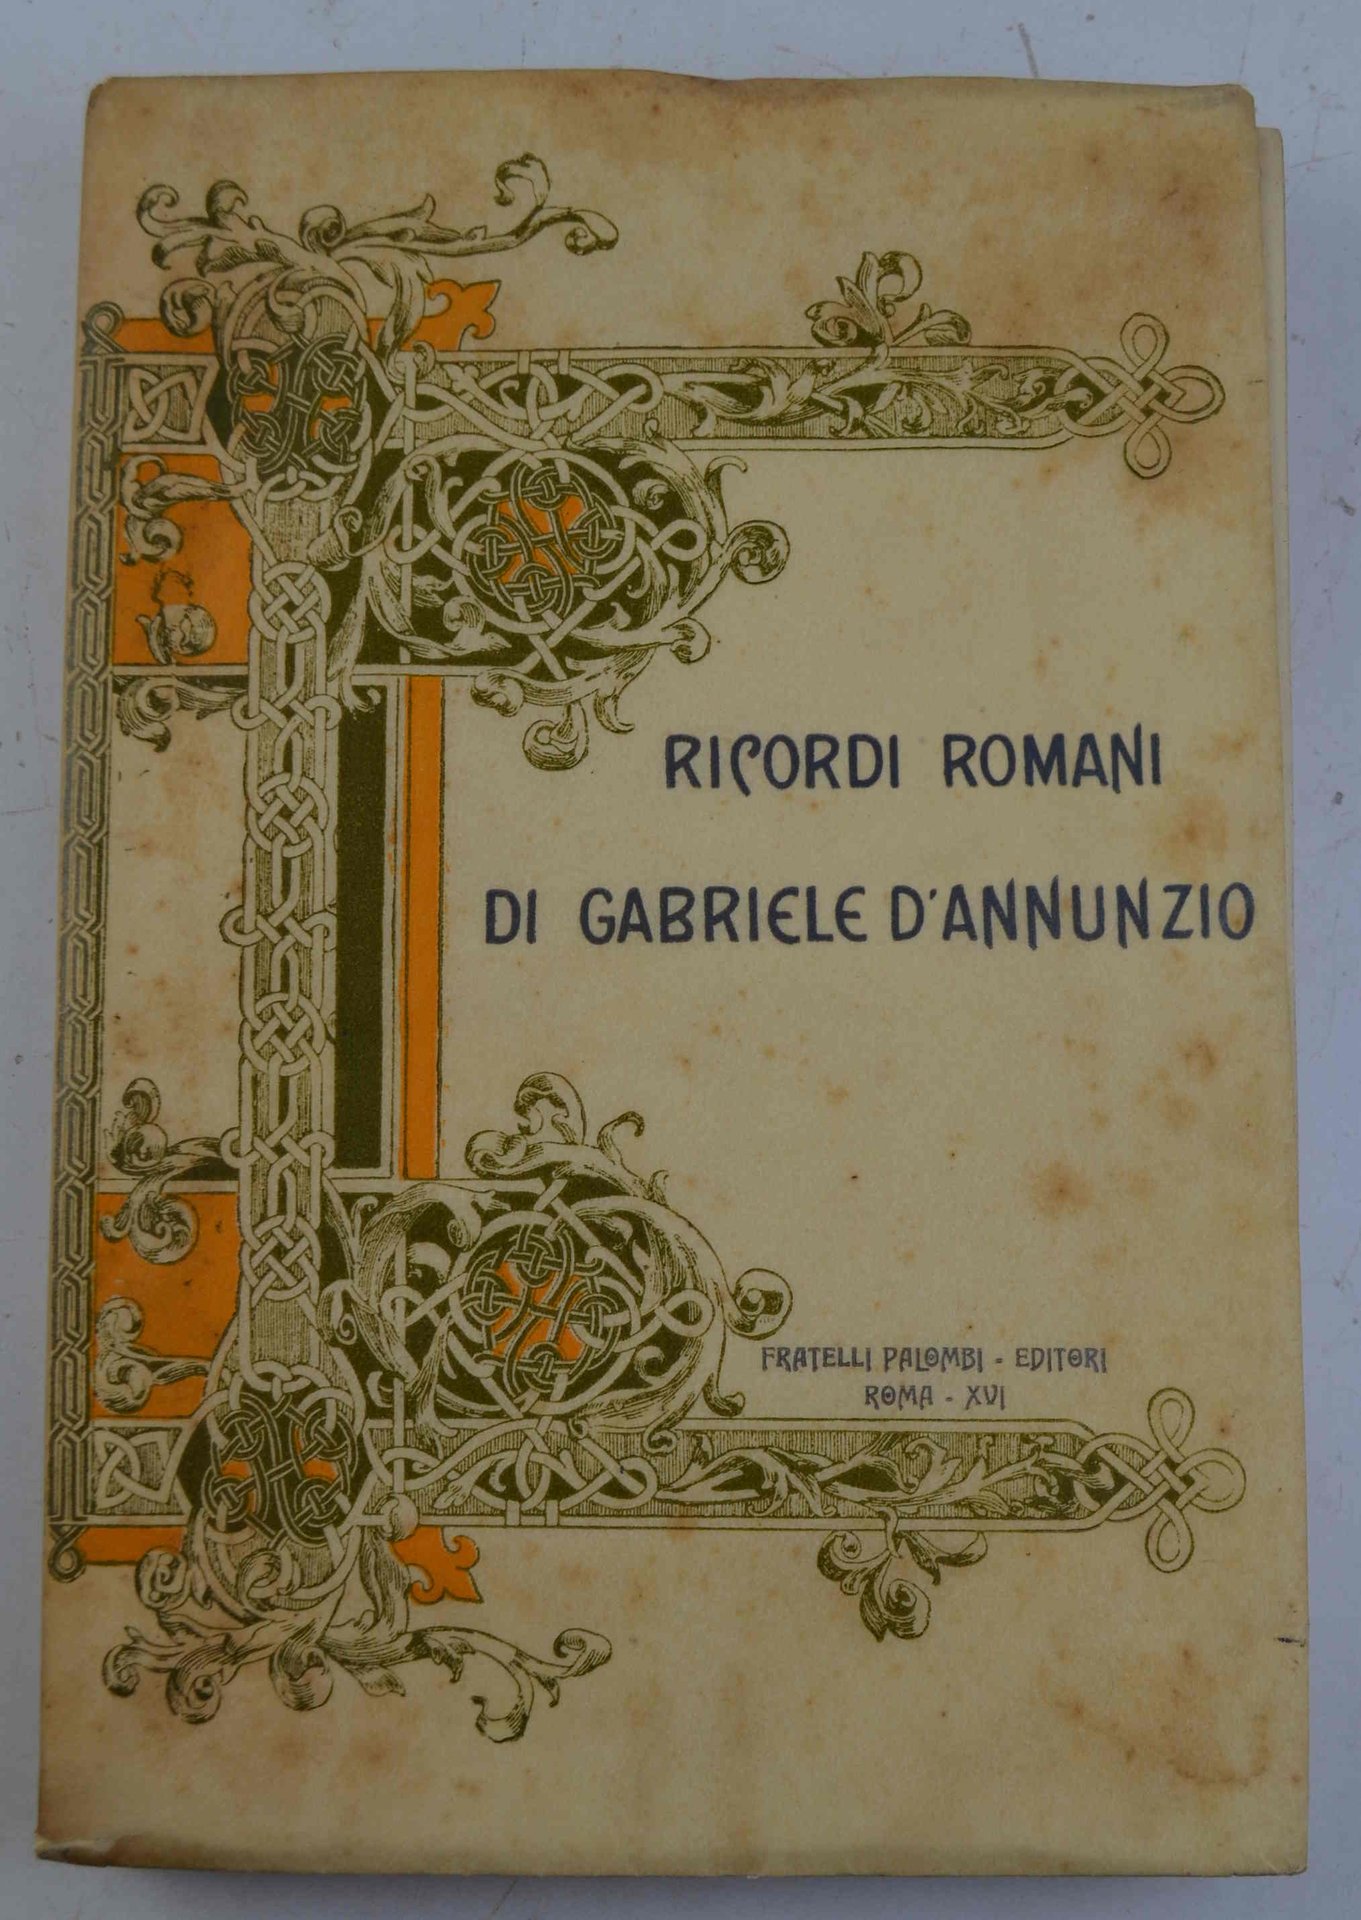 RICORDI ROMANI
DI GABRIELE D'ANNUNZIO
FRATELLI PALOMBI - EDITORI
ROMA - XVI